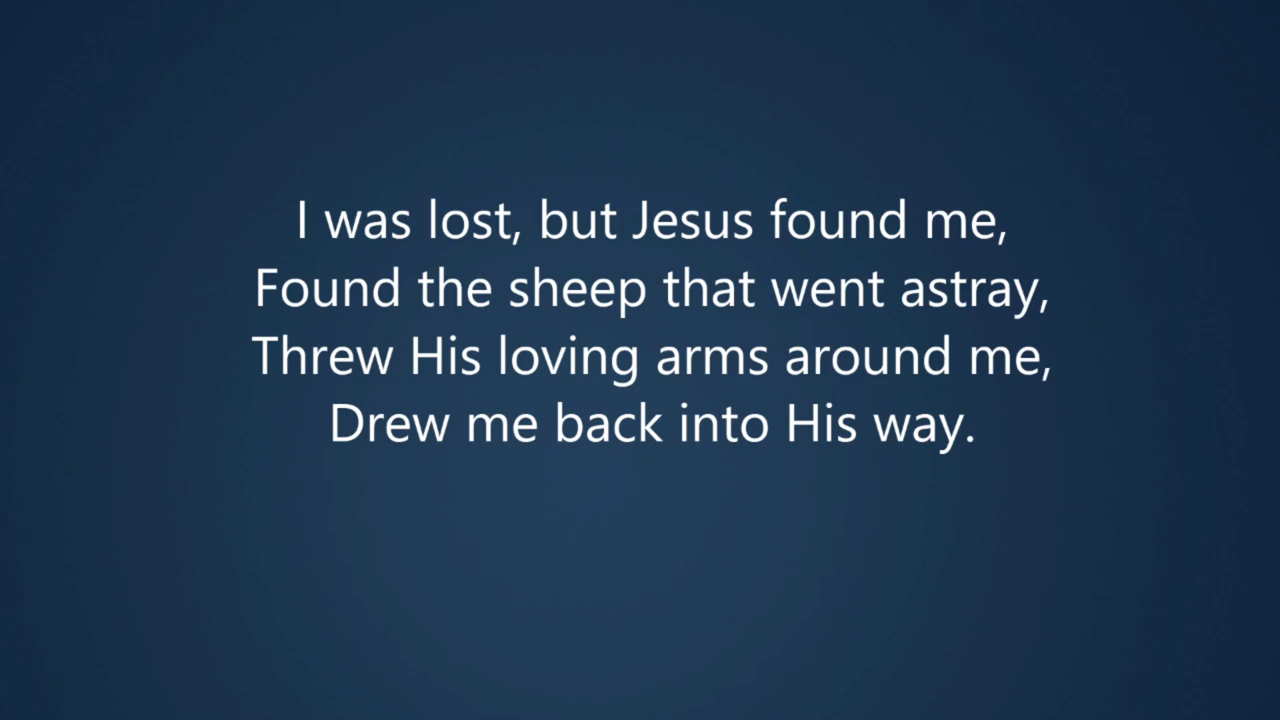 I was lost, but Jesus found me,
Found the sheep that went astray,
Threw His loving arms around me,
Drew me back into His way.